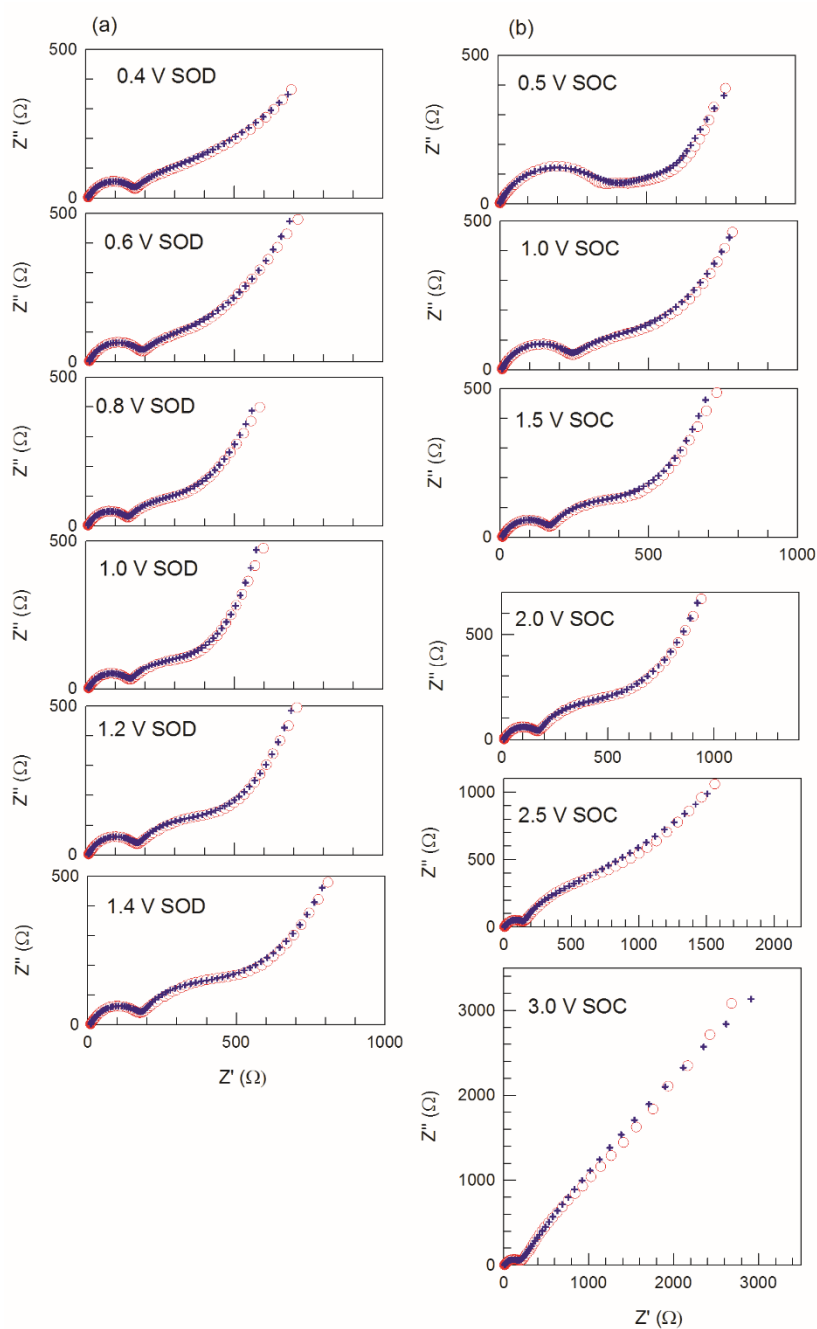 (a)
500
0.4 V SOD
Z'' (Ω)
0
500
0.6 V SOD
Z'' (Ω)
0
500
0.8 V SOD
Z'' (Ω)
0
500
1.0 V SOD
Z'' (Ω)
0
500
1.2 V SOD
Z'' (Ω)
0
500
1.4 V SOD
Z'' (Ω)
0
0 500 1000
Z' (Ω)
(b)
500
0.5 V SOC
Z'' (Ω)
0
500
1.0 V SOC
Z'' (Ω)
0
0 500 1000
500
1.5 V SOC
Z'' (Ω)
0
0 500 1000
2.0 V SOC
500
Z'' (Ω)
0
0 500 1000
1000
2.5 V SOC
500
Z'' (Ω)
0
0 500 1000 1500 2000
3.0 V SOC
3000
2000
Z'' (Ω)
1000
0
0 1000 2000 3000
Z' (Ω)